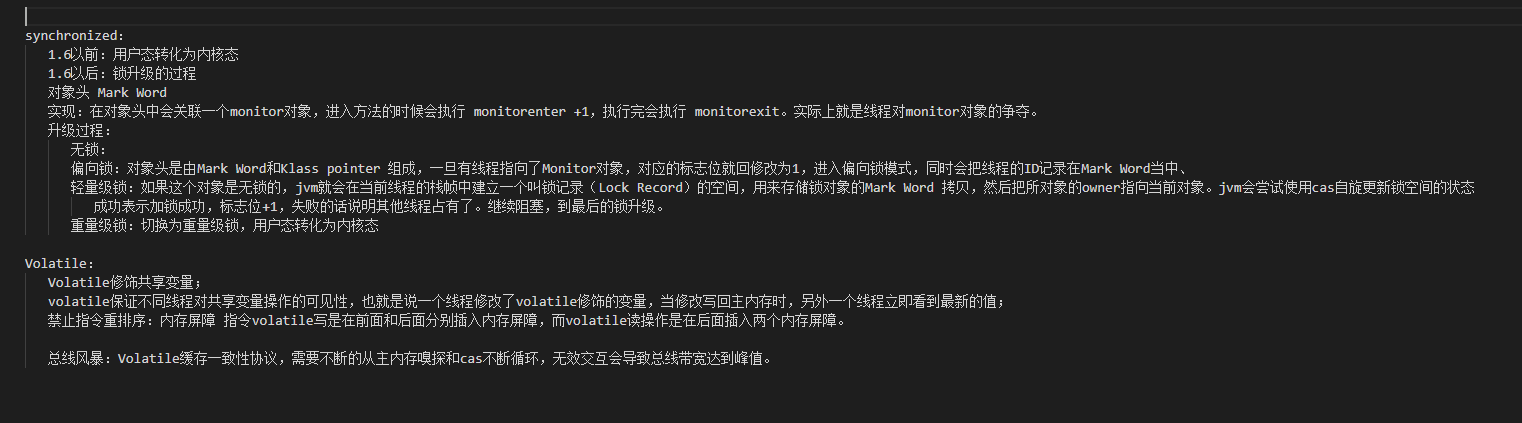 synchronized:
1.6以前：用户态转化为内核态
1.6以后：锁升级的过程
对象头 Mark Word
实现：在对象头中会关联一个monitor对象，进入方法的时候会执行 monitorenter +1，执行完会执行 monitorexit。实际上就是线程对monitor对象的争夺。
升级过程：
无锁：
偏向锁：对象头是由Mark Word和Klass pointer 组成，一旦有线程指向了Monitor对象，对应的标志位就回修改为1，进入偏向锁模式，同时会把线程的ID记录在Mark Word当中、
轻量级锁：如果这个对象是无锁的，jvm就会在当前线程的栈帧中建立一个叫锁记录（Lock Record）的空间，用来存储锁对象的Mark Word 拷贝，然后把所对象的owner指向当前对象。jvm会尝试使用cas自旋更新锁空间的状态
成功表示加锁成功，标志位+1，失败的话说明其他线程占有了。继续阻塞，到最后的锁升级。
重量级锁：切换为重量级锁，用户态转化为内核态
Volatile：
Volatile修饰共享变量；
volatile保证不同线程对共享变量操作的可见性，也就是说一个线程修改了volatile修饰的变量，当修改写回主内存时，另外一个线程立即看到最新的值；
禁止指令重排序：内存屏障 指令volatile写是在前面和后面分别插入内存屏障，而volatile读操作是在后面插入两个内存屏障。
总线风暴：Volatile缓存一致性协议，需要不断的从主内存嗅探和cas不断循环，无效交互会导致总线带宽达到峰值。